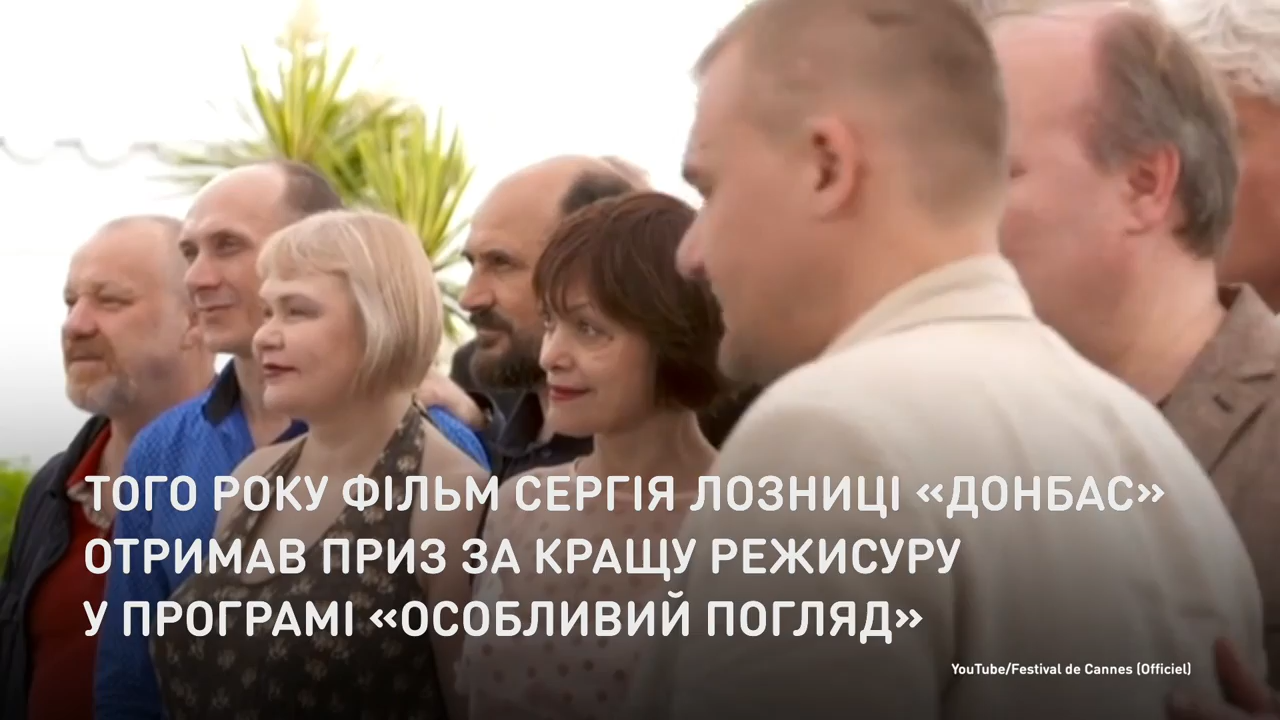 ТОГО РОКУ ФІЛЬМ СЕРГІЯ ЛОЗНИЦІ «ДОНБАС»
ОТРИМАВ ПРИЗ ЗА КРАЩУ РЕЖИСУРУ
У ПРОГРАМІ «ОСОБЛИВИЙ ПОГЛЯД»
YouTube/Festival de Cannes (Officiel)